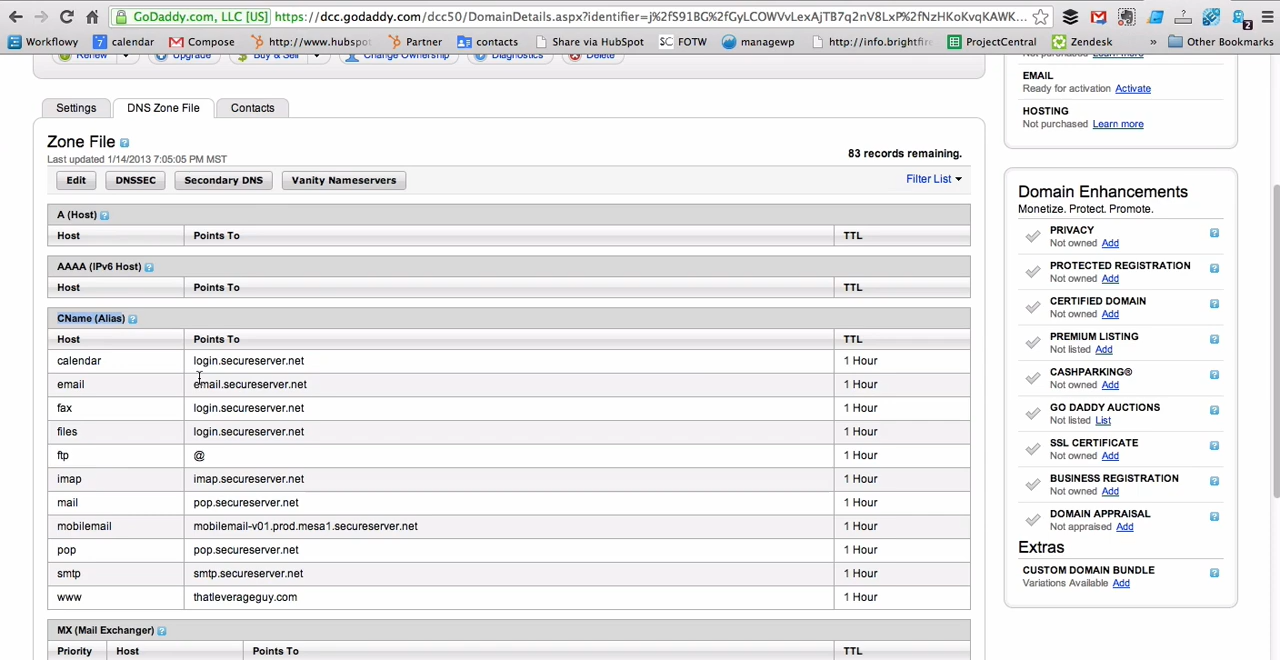 GoDaddy.com, LLC [US] https://dcc.godaddy.com/dcc50/DomainDetails.aspx?identifier=j%2fS91BG%2fGyLCOWVvLexAjTB7q2nV8LxP%2fNzHKoKvqKAWK...
2
Workflowy 7 calendar Compose http://www.hubspo Partner contacts Share via HubSpot SC FOTW managewp http://info.brightfir ProjectCentral Zendesk » Other Bookmarks
Renew Upgrade Buy & Sell Change Ownership Diagnostics Delete
Settings DNS Zone File Contacts
Zone File ?
Last updated 1/14/2013 7:05:05 PM MST
83 records remaining.
Edit DNSSEC Secondary DNS Vanity Nameservers Filter List
A (Host) ?
Host Points To TTL
AAAA (IPv6 Host) ?
Host Points To TTL
CName (Alias) ?
Host Points To TTL
calendar login.secureserver.net 1 Hour
email email.secureserver.net 1 Hour
fax login.secureserver.net 1 Hour
files login.secureserver.net 1 Hour
ftp @ 1 Hour
imap imap.secureserver.net 1 Hour
mail pop.secureserver.net 1 Hour
mobilemail mobilemail-v01.prod.mesa1.secureserver.net 1 Hour
pop pop.secureserver.net 1 Hour
smtp smtp.secureserver.net 1 Hour
www thatleverageguy.com 1 Hour
MX (Mail Exchanger) ?
Priority Host Points To TTL
Not purchased Learn more
EMAIL
Ready for activation Activate
HOSTING
Not purchased Learn more
Domain Enhancements
Monetize. Protect. Promote.
PRIVACY ?
Not owned Add
PROTECTED REGISTRATION ?
Not owned Add
CERTIFIED DOMAIN ?
Not owned Add
PREMIUM LISTING ?
Not listed Add
CASHPARKING® ?
Not owned Add
GO DADDY AUCTIONS ?
Not listed List
SSL CERTIFICATE ?
Not owned Add
BUSINESS REGISTRATION ?
Not owned Add
DOMAIN APPRAISAL ?
Not appraised Add
Extras
CUSTOM DOMAIN BUNDLE ?
Variations Available Add